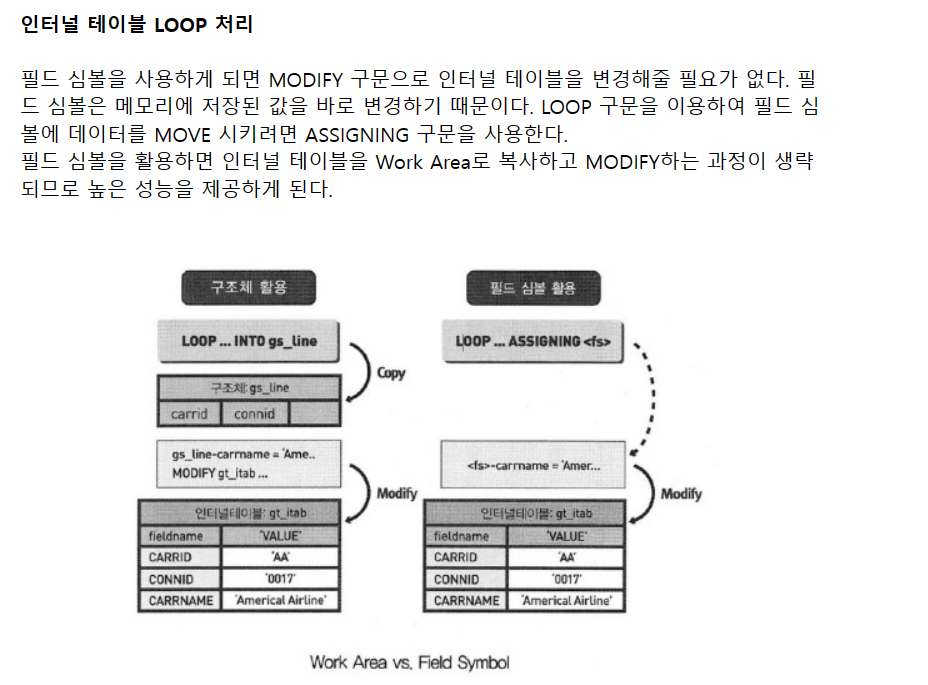 인터널 테이블 LOOP 처리
필드 심볼을 사용하게 되면 MODIFY 구문으로 인터널 테이블을 변경해줄 필요가 없다. 필
드 심볼은 메모리에 저장된 값을 바로 변경하기 때문이다. LOOP 구문을 이용하여 필드 심
볼에 데이터를 MOVE 시키려면 ASSIGNING 구문을 사용한다.
필드 심볼을 활용하면 인터널 테이블을 Work Area로 복사하고 MODIFY하는 과정이 생략
되므로 높은 성능을 제공하게 된다.
구조체 활용
LOOP ... INTO gs_line
Copy
구조체: gs_line
carrid connid
gs_line-carrname = 'Ame..
MODIFY gt_itab ...
Modify
인터널테이블: gt_itab
fieldname 'VALUE'
CARRID 'AA'
CONNID '0017'
CARRNAME 'Americal Airline'
필드 심볼 활용
LOOP ... ASSIGNING <fs>
<fs>-carrname = 'Amer...
Modify
인터널테이블: gt_itab
fieldname 'VALUE'
CARRID 'AA'
CONNID '0017'
CARRNAME 'Americal Airline'
Work Area vs. Field Symbol